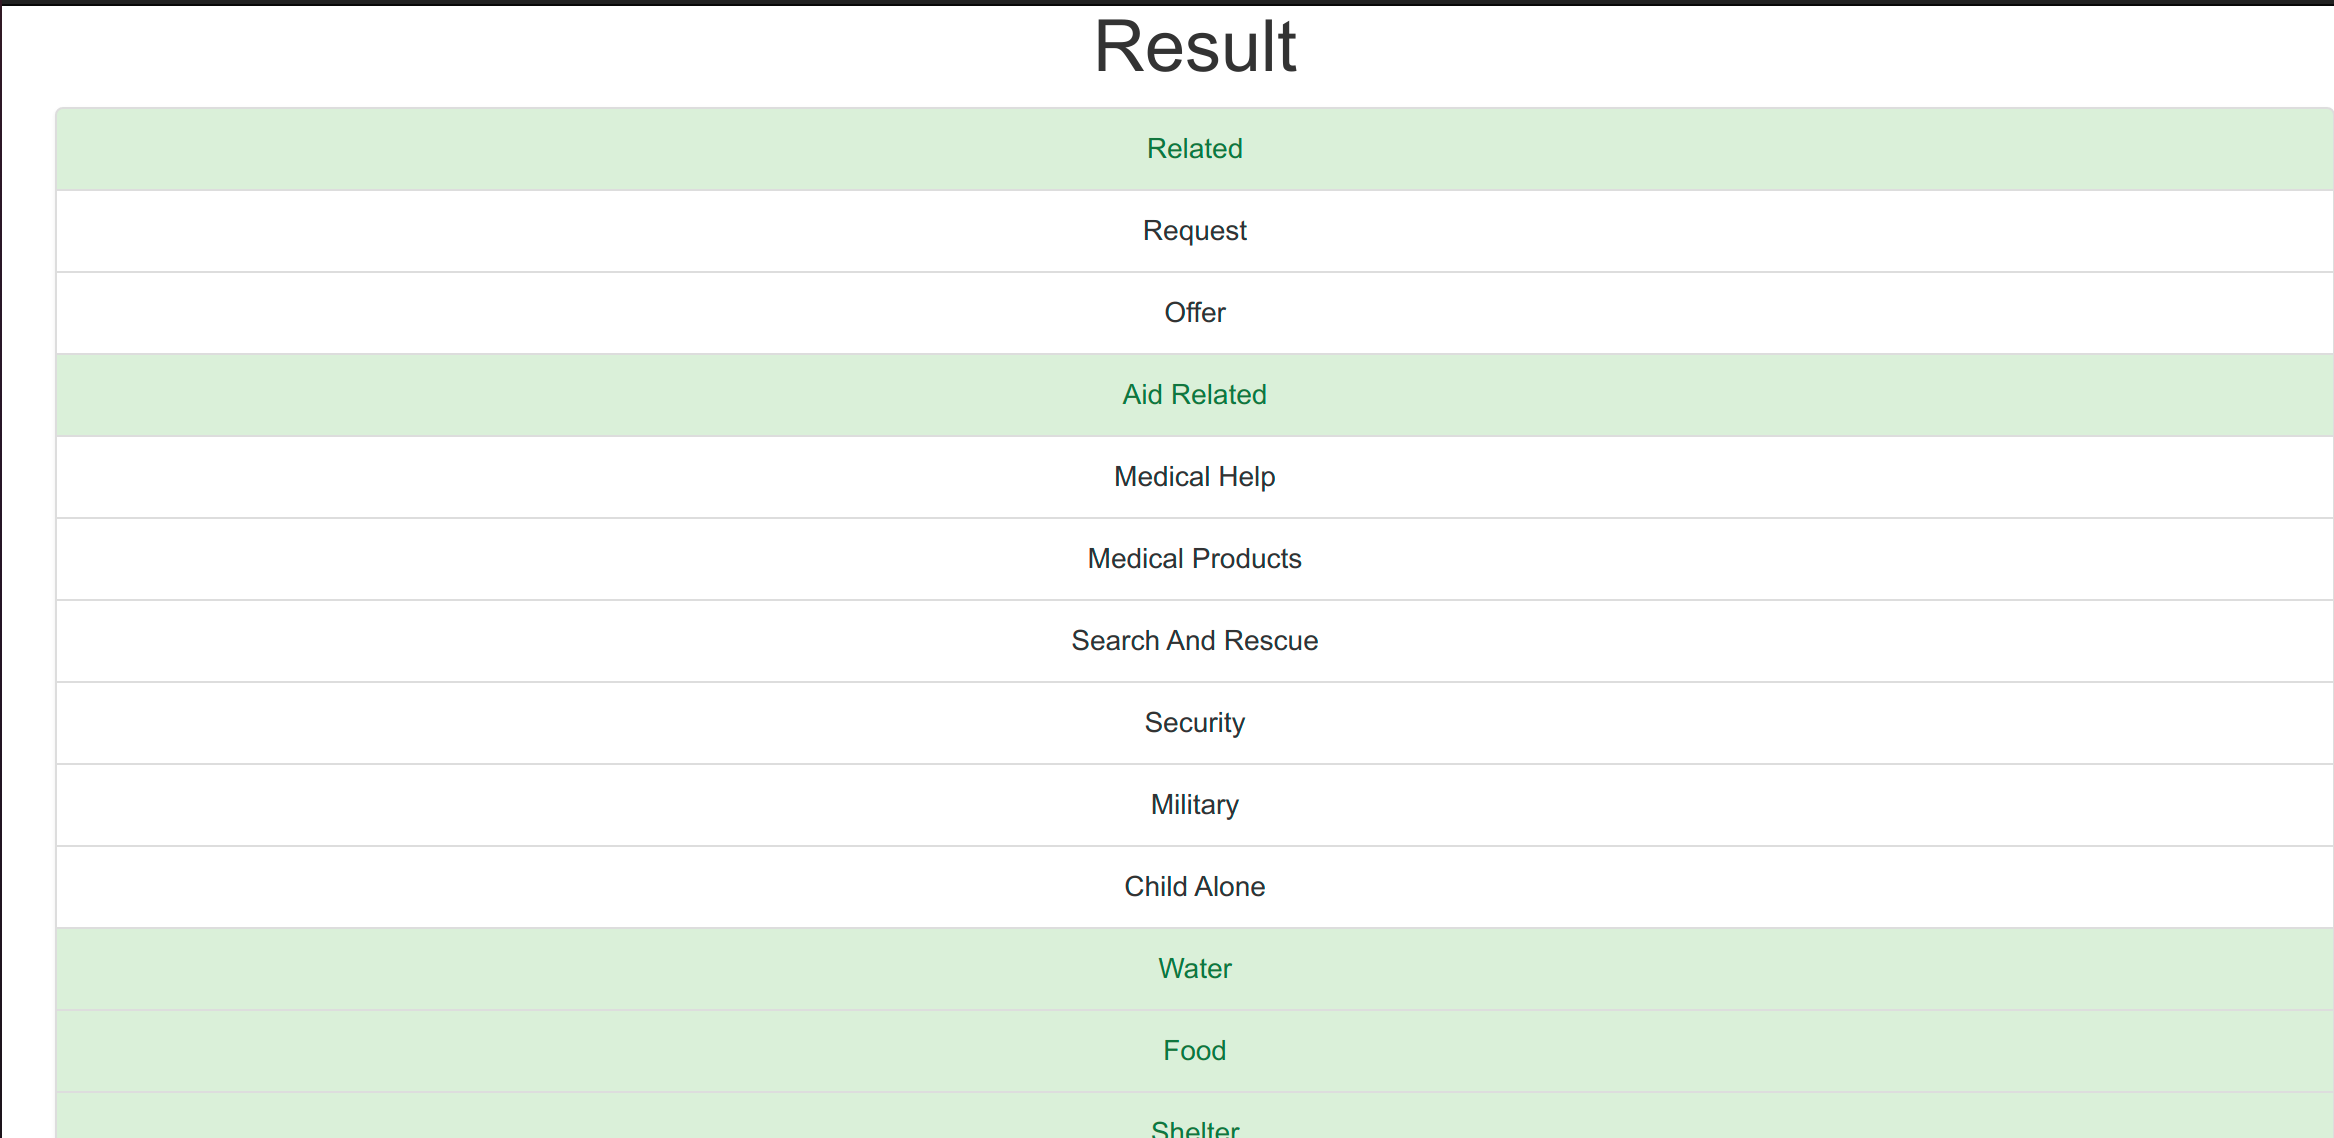 Result
Related
Request
Offer
Aid Related
Medical Help
Medical Products
Search And Rescue
Security
Military
Child Alone
Water
Food
Shelter